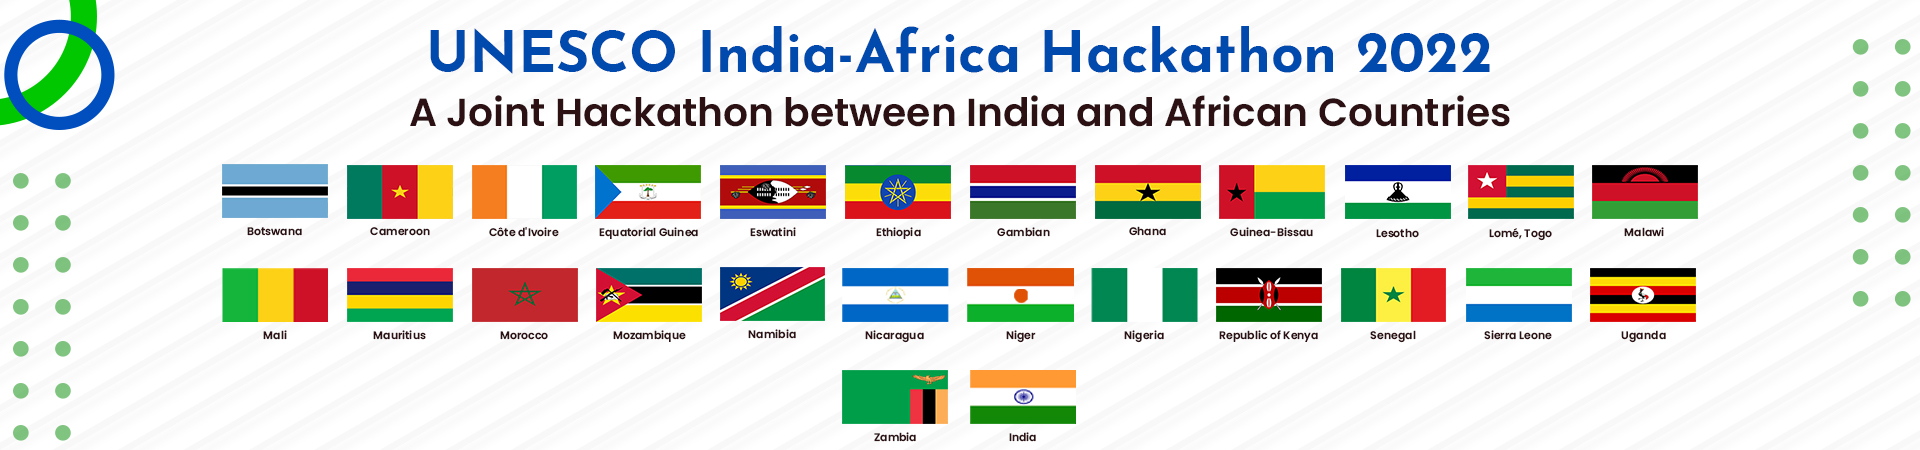 UNESCO India-Africa Hackathon 2022
A Joint Hackathon between India and African Countries
Botswana Cameroon Côte d'Ivoire Equatorial Guinea Eswatini Ethiopia Gambian Ghana Guinea-Bissau Lesotho Lomé, Togo Malawi
Mali Mauritius Morocco Mozambique Namibia Nicaragua Niger Nigeria Republic of Kenya Senegal Sierra Leone Uganda
Zambia India